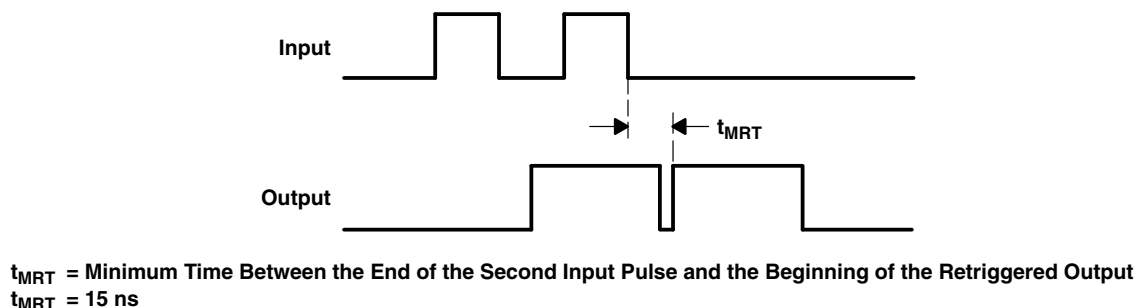 Input
tMRT
Output
tMRT = Minimum Time Between the End of the Second Input Pulse and the Beginning of the Retriggered Output
tMRT = 15 ns